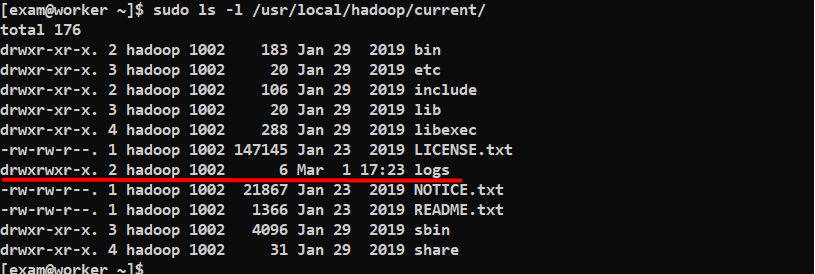 [exam@worker ~]$ sudo ls -l /usr/local/hadoop/current/
total 176
drwxr-xr-x. 2 hadoop 1002    183 Jan 29  2019 bin
drwxr-xr-x. 3 hadoop 1002     20 Jan 29  2019 etc
drwxr-xr-x. 2 hadoop 1002    106 Jan 29  2019 include
drwxr-xr-x. 3 hadoop 1002     20 Jan 29  2019 lib
drwxr-xr-x. 4 hadoop 1002    288 Jan 29  2019 libexec
-rw-rw-r--. 1 hadoop 1002 147145 Jan 23  2019 LICENSE.txt
drwxrwxr-x. 2 hadoop 1002      6 Mar  1 17:23 logs
-rw-rw-r--. 1 hadoop 1002  21867 Jan 23  2019 NOTICE.txt
-rw-rw-r--. 1 hadoop 1002   1366 Jan 23  2019 README.txt
drwxr-xr-x. 3 hadoop 1002   4096 Jan 29  2019 sbin
drwxr-xr-x. 4 hadoop 1002     31 Jan 29  2019 share
[exam@worker ~]$